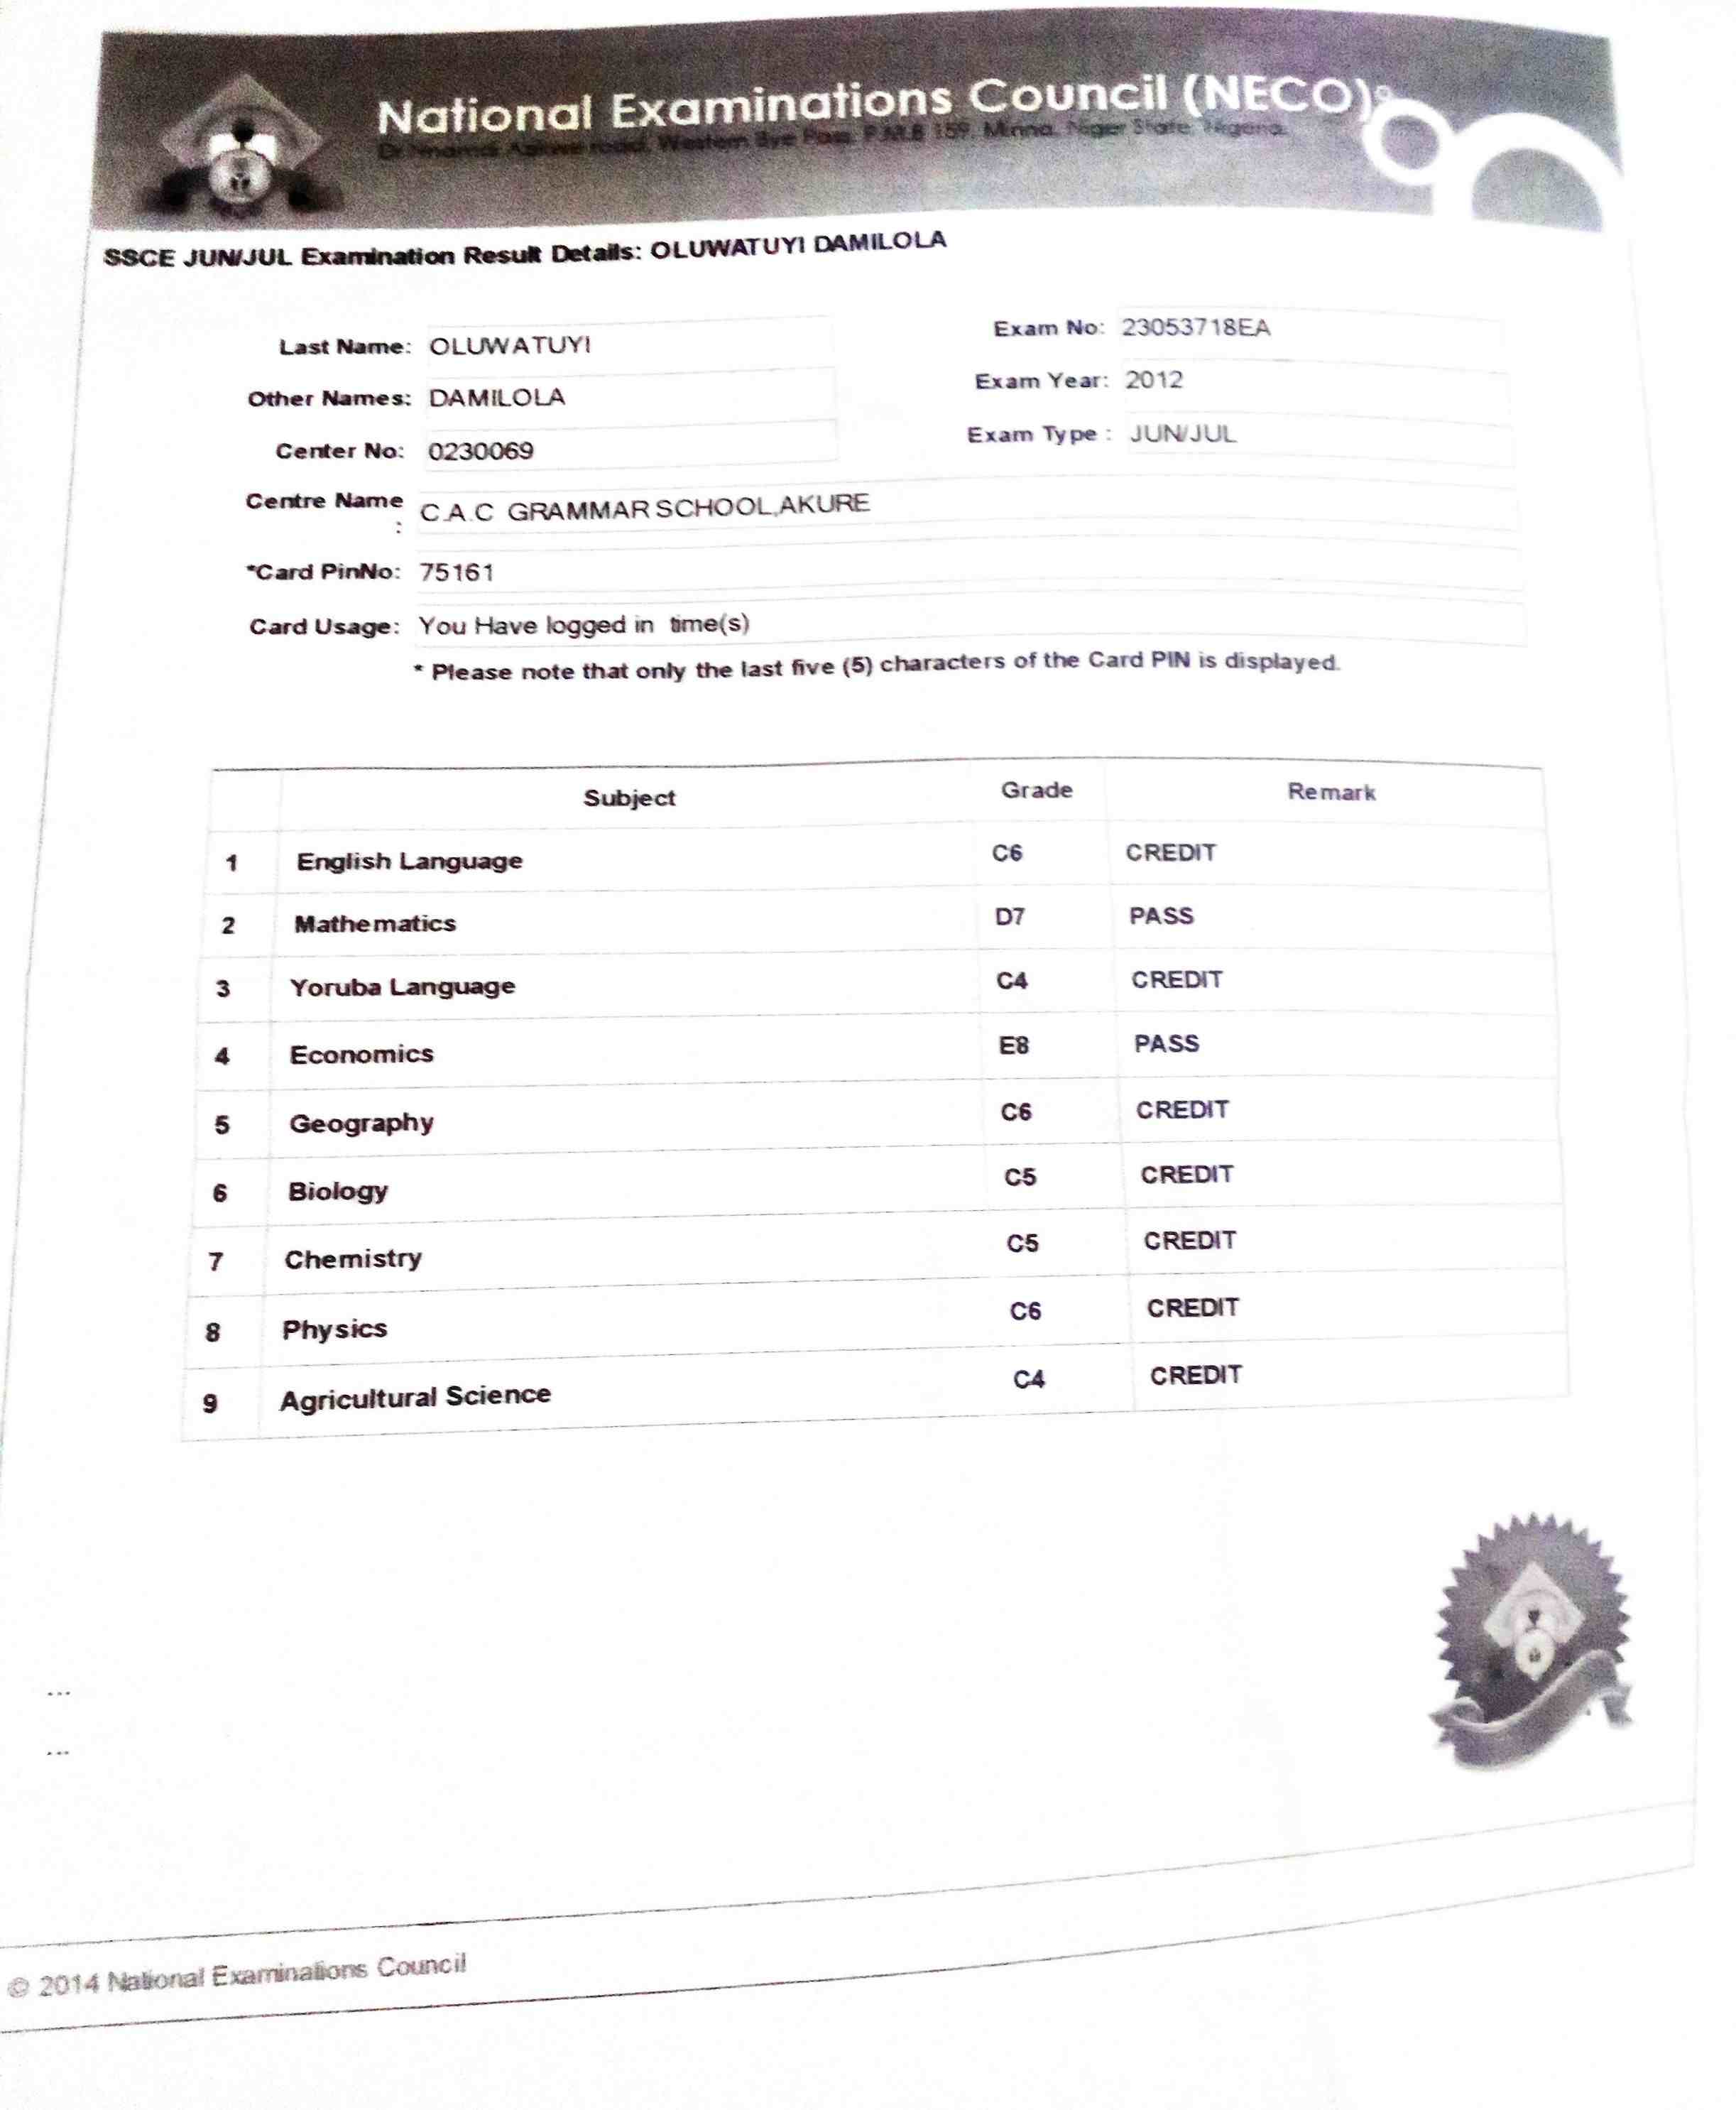 National Examinations Council (NECO)
road, Western Bye Pass, P.M.B 159, Minna, Niger State, Nigeria.
SSCE JUN/JUL Examination Result Details: OLUWATUYI DAMILOLA
Last Name: OLUWATUYI
Exam No: 23053718EA
Other Names: DAMILOLA
Exam Year: 2012
Center No: 0230069
Exam Type : JUN/JUL
Centre Name : C.A.C GRAMMAR SCHOOL,AKURE
*Card PinNo: 75161
Card Usage: You Have logged in time(s)
* Please note that only the last five (5) characters of the Card PIN is displayed.
Subject Grade Remark
1 English Language C6 CREDIT
2 Mathematics D7 PASS
3 Yoruba Language C4 CREDIT
4 Economics E8 PASS
5 Geography C6 CREDIT
6 Biology C5 CREDIT
7 Chemistry C5 CREDIT
8 Physics C6 CREDIT
9 Agricultural Science C4 CREDIT
...
...
© 2014 National Examinations Council